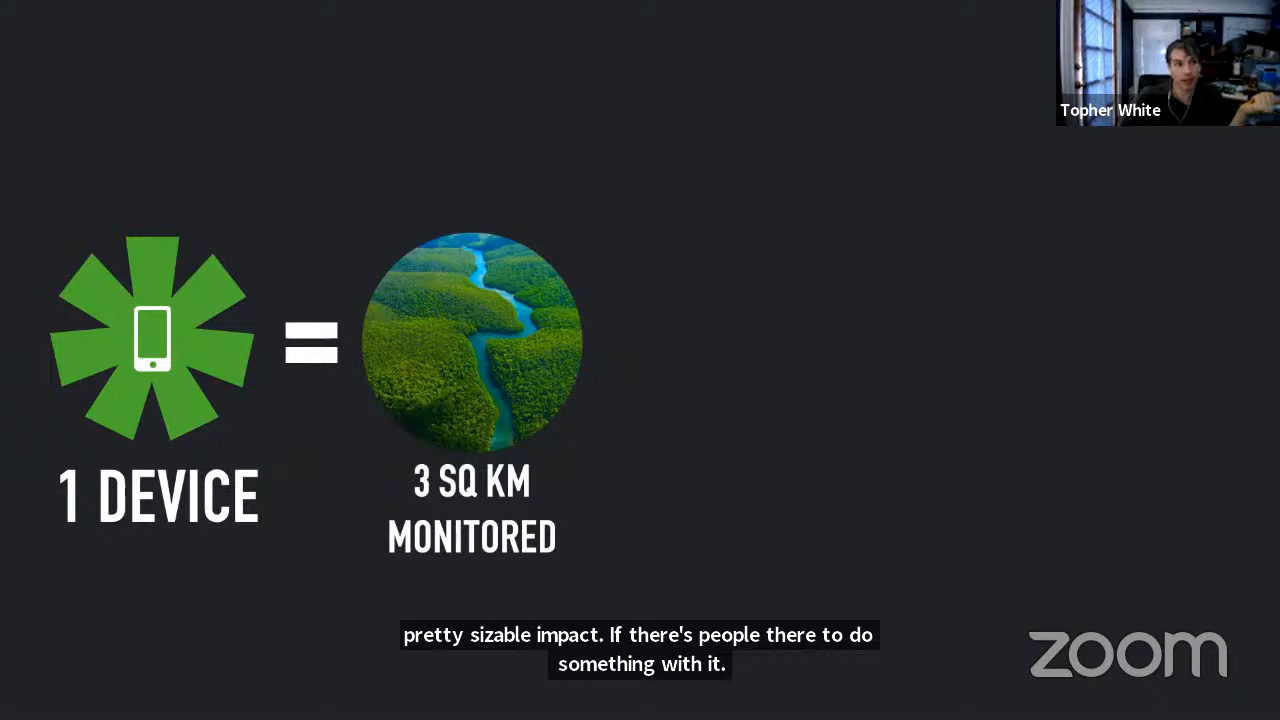 Topher White
1 DEVICE
3 SQ KM
MONITORED
pretty sizable impact. If there's people there to do
something with it.
zoom